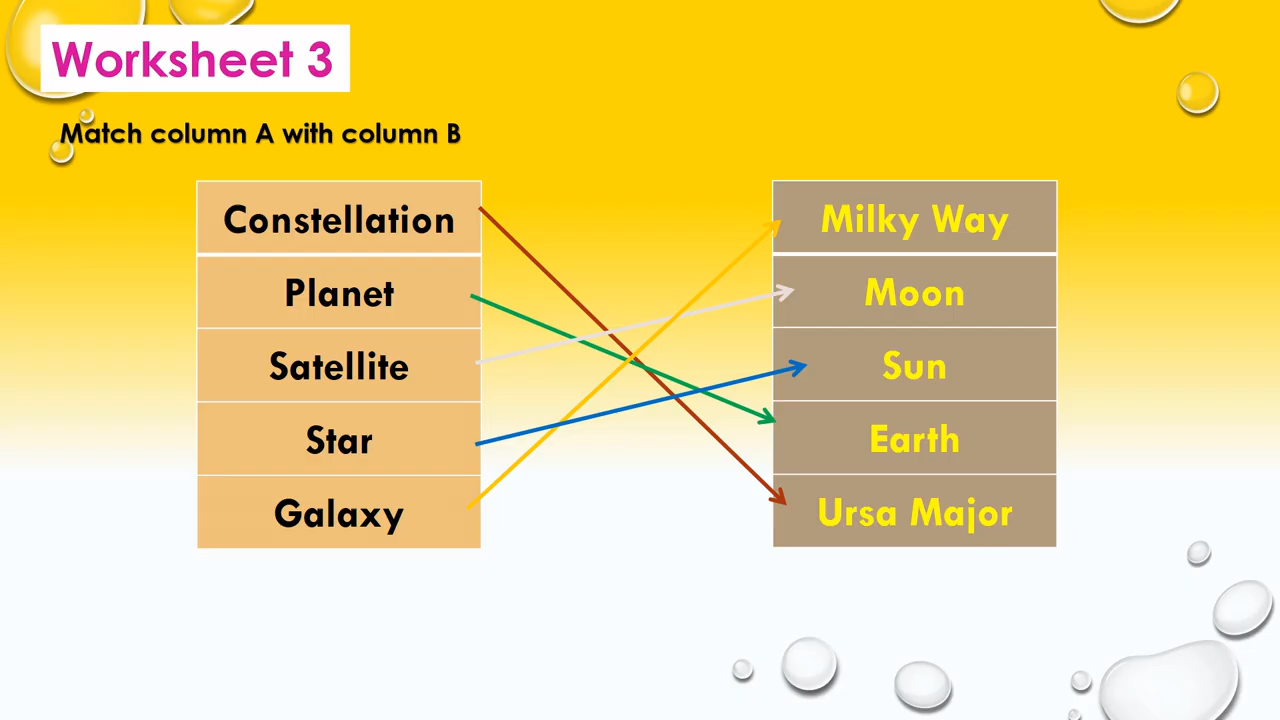 Worksheet 3
Match column A with column B
Constellation
Milky Way
Planet
Moon
Satellite
Sun
Star
Earth
Galaxy
Ursa Major